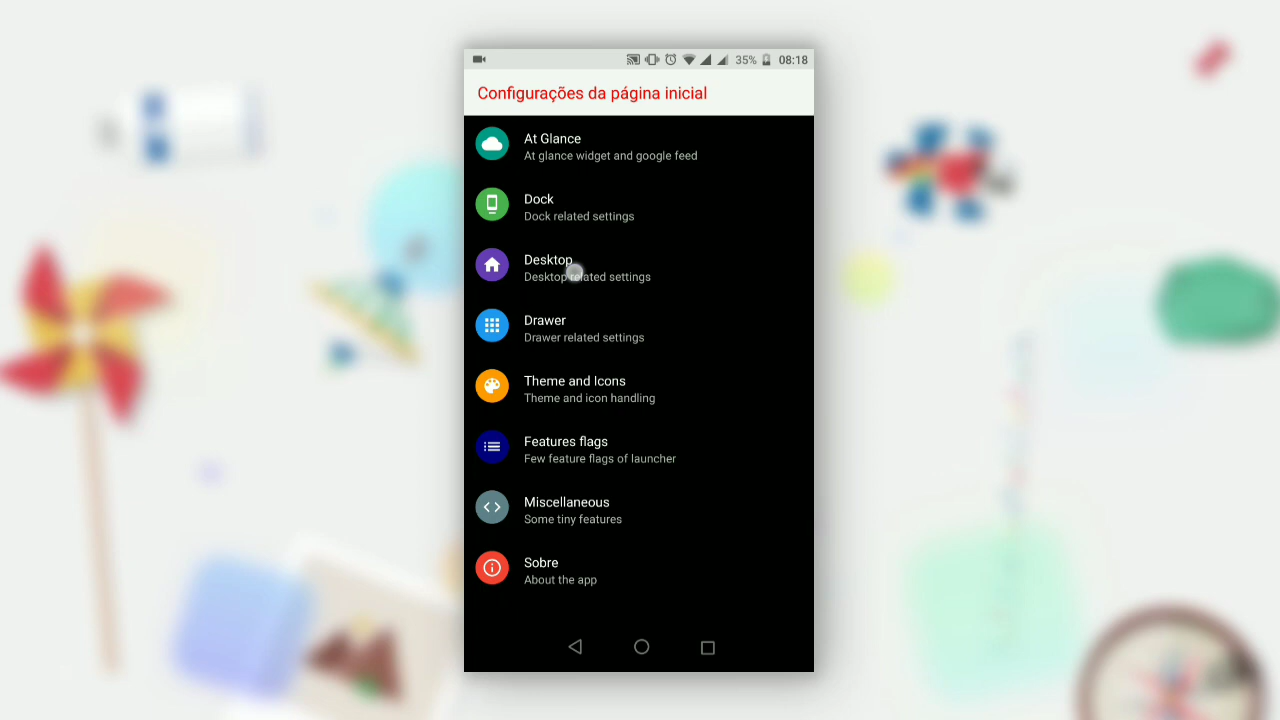 35% 08:18
Configurações da página inicial
At Glance
At glance widget and google feed
Dock
Dock related settings
Desktop
Desktop related settings
Drawer
Drawer related settings
Theme and Icons
Theme and icon handling
Features flags
Few feature flags of launcher
Miscellaneous
Some tiny features
Sobre
About the app